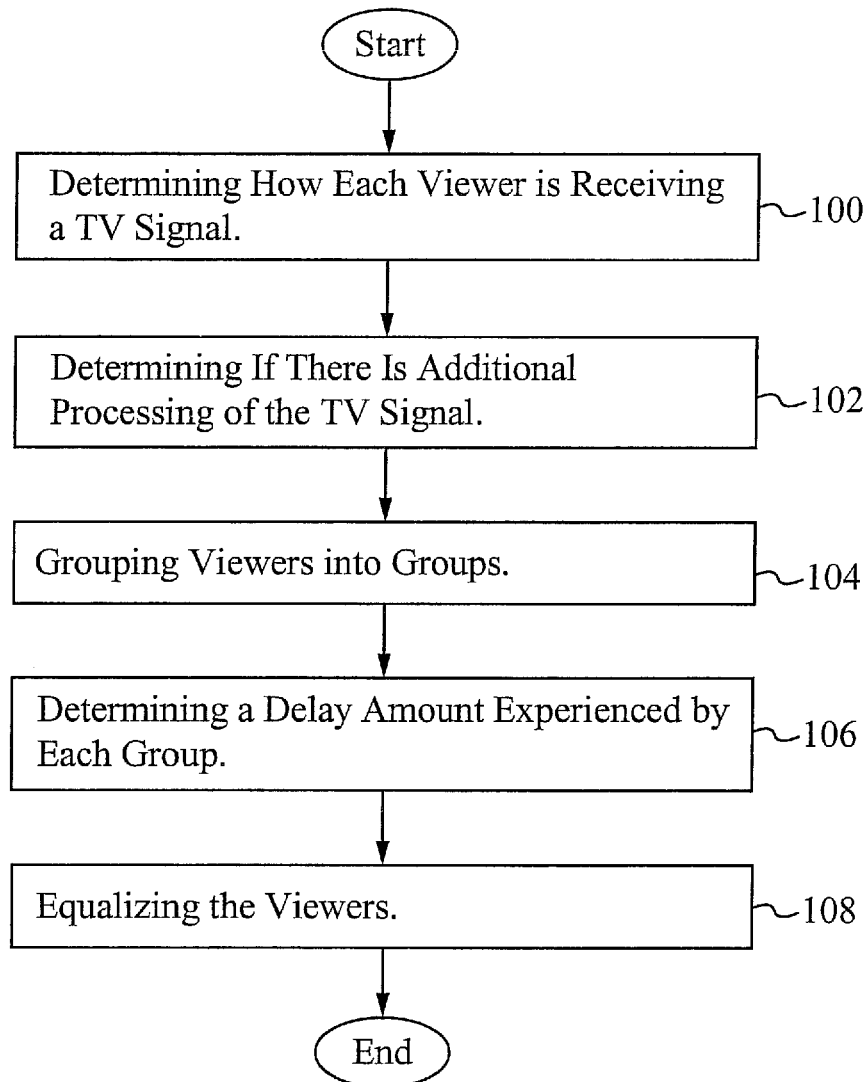 Start
Determining How Each Viewer is Receiving
a TV Signal.
100
Determining If There Is Additional
Processing of the TV Signal.
102
Grouping Viewers into Groups.
104
Determining a Delay Amount Experienced by
Each Group.
106
Equalizing the Viewers.
108
End